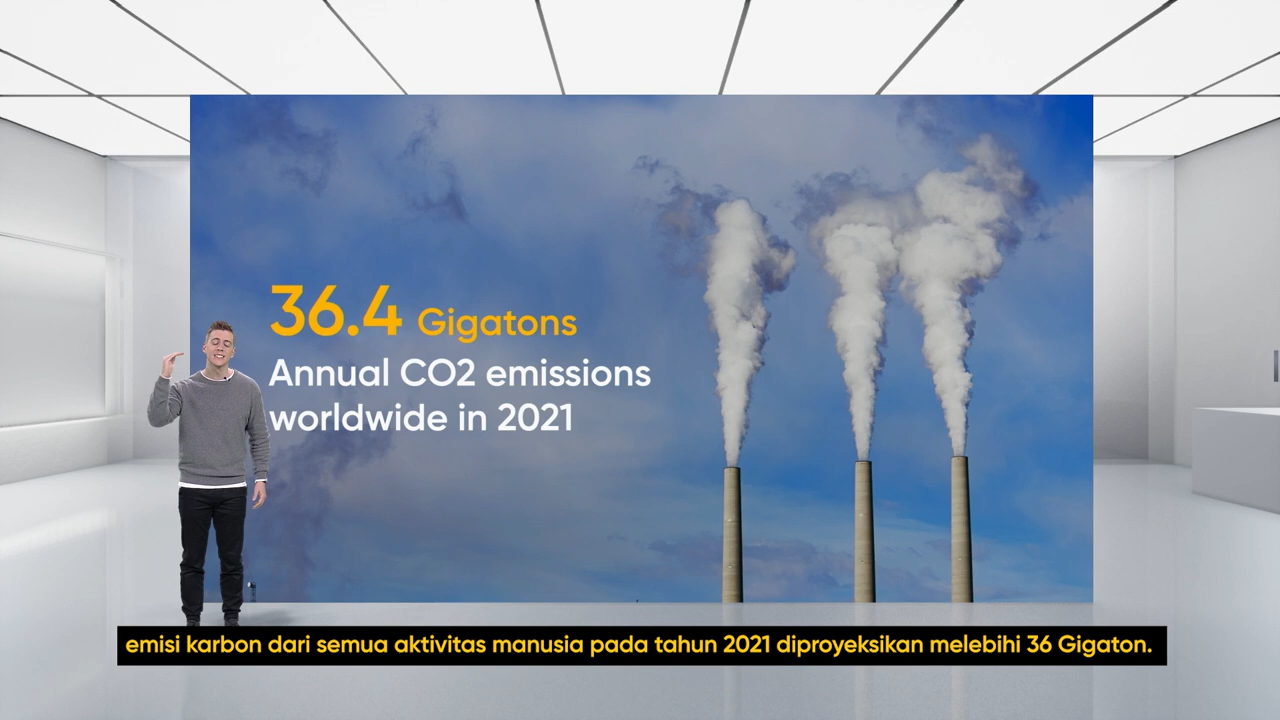 36.4 Gigatons
Annual CO2 emissions
worldwide in 2021
emisi karbon dari semua aktivitas manusia pada tahun 2021 diproyeksikan melebihi 36 Gigaton.